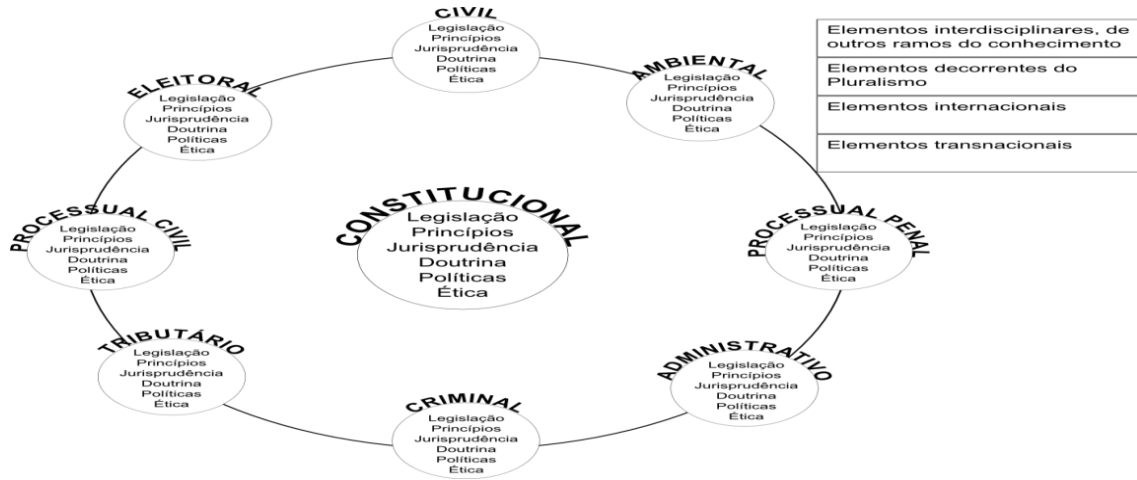 CIVIL
Legislação
Princípios
Jurisprudência
Doutrina
Políticas
Ética
AMBIENTAL
Legislação
Princípios
Jurisprudência
Doutrina
Políticas
Ética
PROCESSUAL PENAL
Legislação
Princípios
Jurisprudência
Doutrina
Políticas
Ética
ADMINISTRATIVO
Legislação
Princípios
Jurisprudência
Doutrina
Políticas
Ética
CRIMINAL
Legislação
Princípios
Jurisprudência
Doutrina
Políticas
Ética
TRIBUTÁRIO
Legislação
Princípios
Jurisprudência
Doutrina
Políticas
Ética
PROCESSUAL CIVIL
Legislação
Princípios
Jurisprudência
Doutrina
Políticas
Ética
ELEITORAL
Legislação
Princípios
Jurisprudência
Doutrina
Políticas
Ética
CONSTITUCIONAL
Legislação
Princípios
Jurisprudência
Doutrina
Políticas
Ética
Elementos interdisciplinares, de
outros ramos do conhecimento
Elementos decorrentes do
Pluralismo
Elementos internacionais
Elementos transnacionais